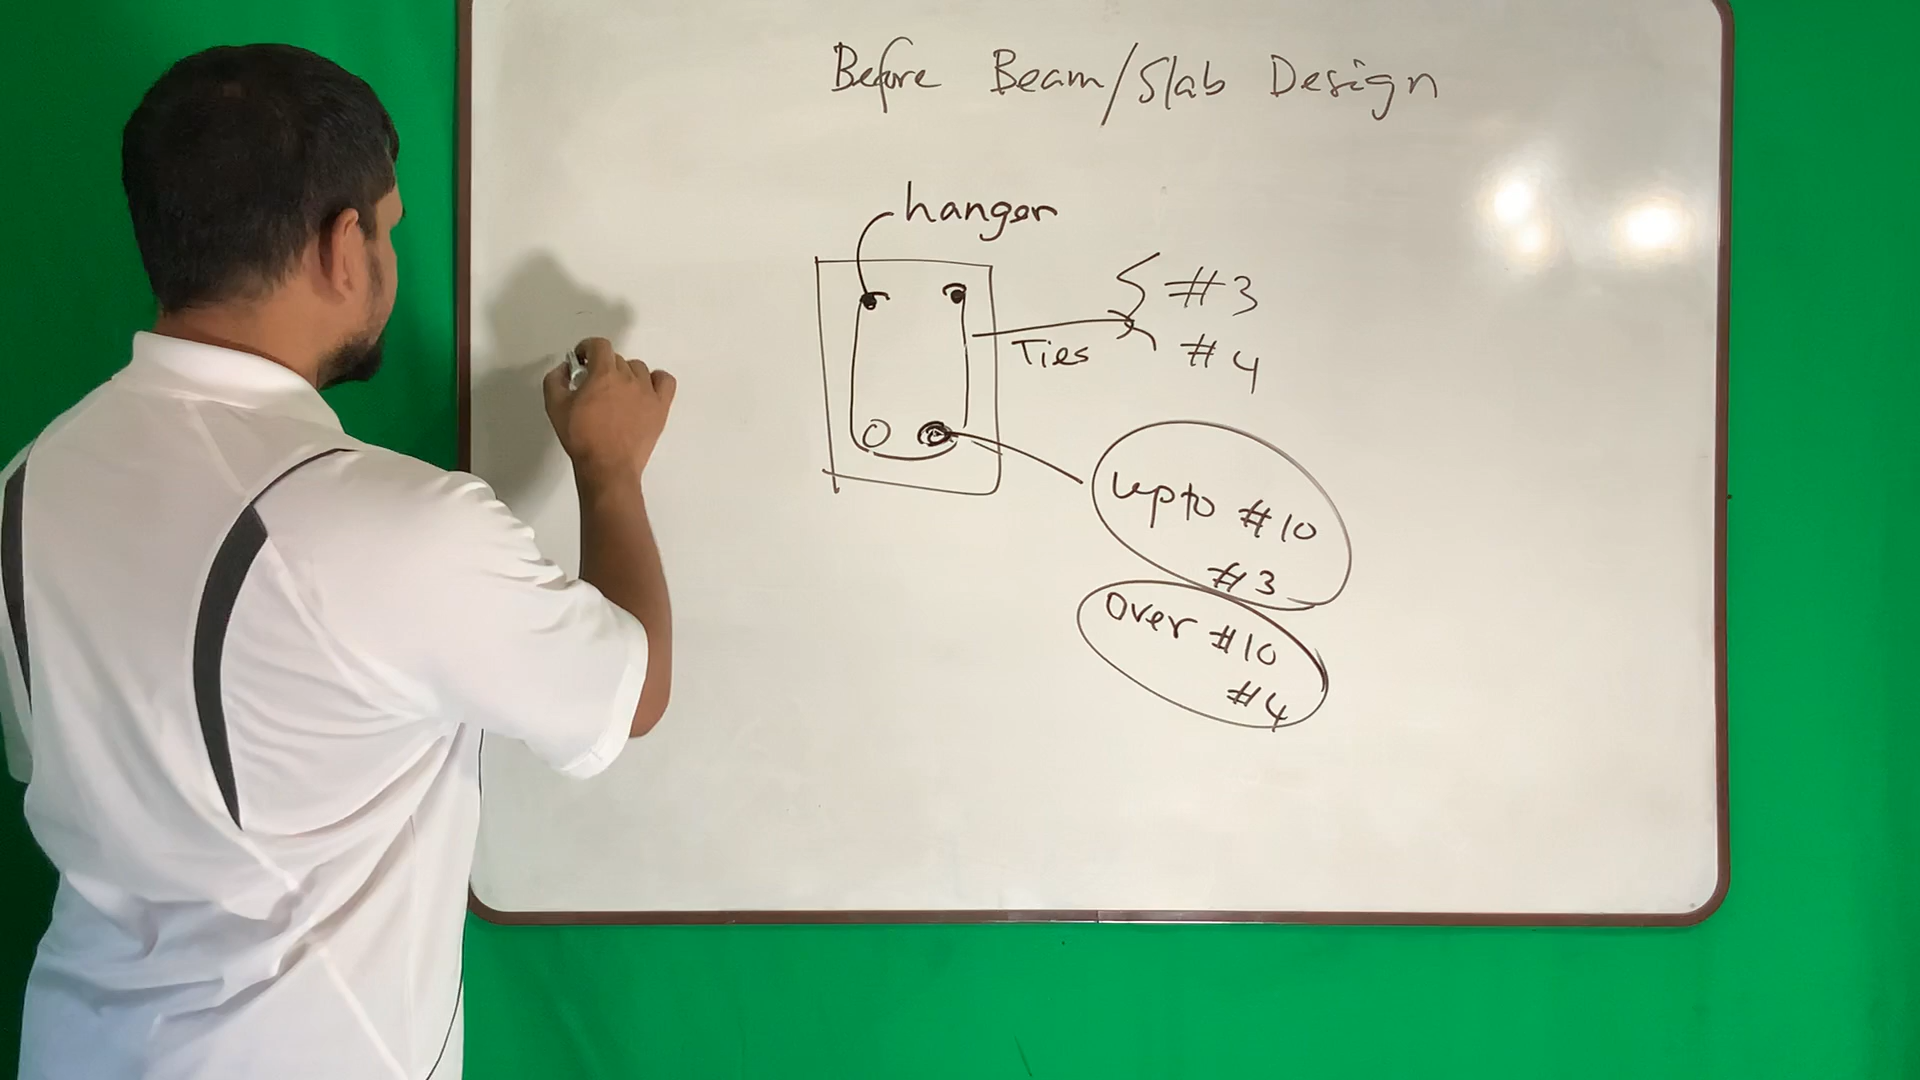 Before Beam/Slab Design
hanger
#3
Ties
#4
upto #10
#3
Over #10
#4